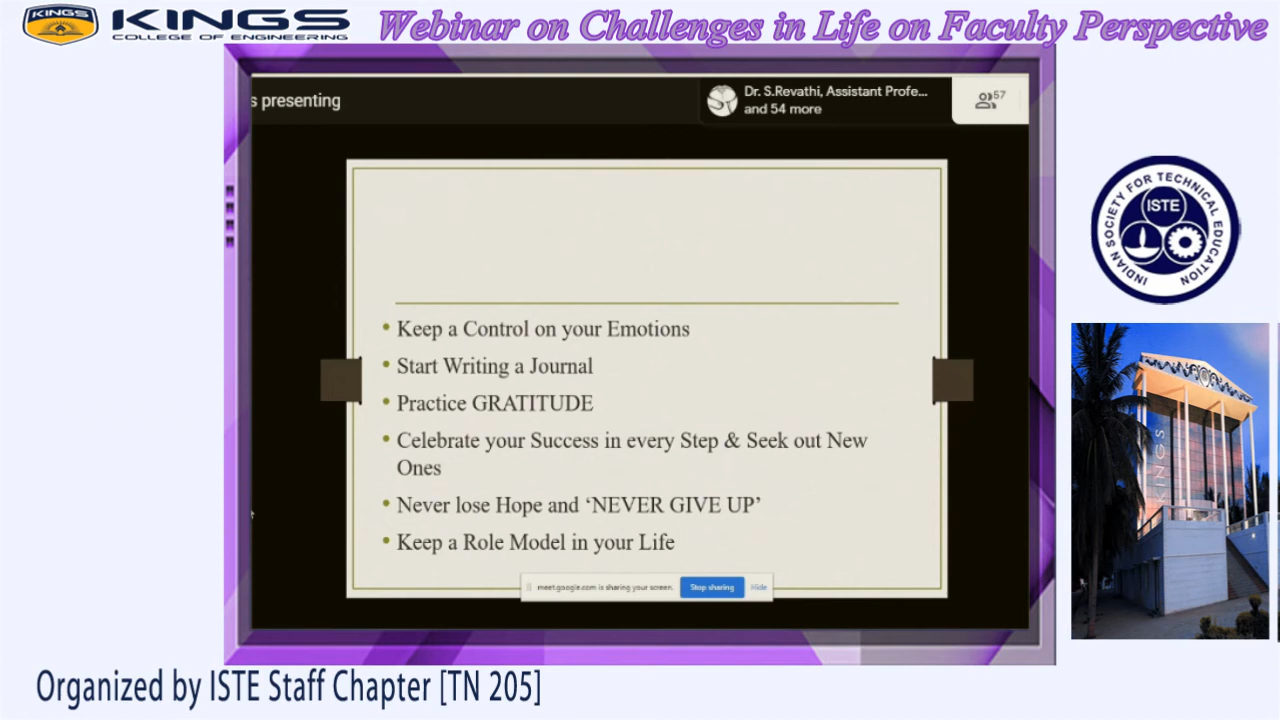 KINGS
COLLEGE OF ENGINEERING
Webinar on Challenges in Life on Faculty Perspective
s presenting
Dr. S.Revathi, Assistant Profe...
and 54 more
57
• Keep a Control on your Emotions
• Start Writing a Journal
• Practice GRATITUDE
• Celebrate your Success in every Step & Seek out New
Ones
• Never lose Hope and ‘NEVER GIVE UP’
• Keep a Role Model in your Life
meet.google.com is sharing your screen.
Stop sharing
Hide
INDIAN SOCIETY FOR TECHNICAL EDUCATION
ISTE
KINGS
Organized by ISTE Staff Chapter [TN 205]